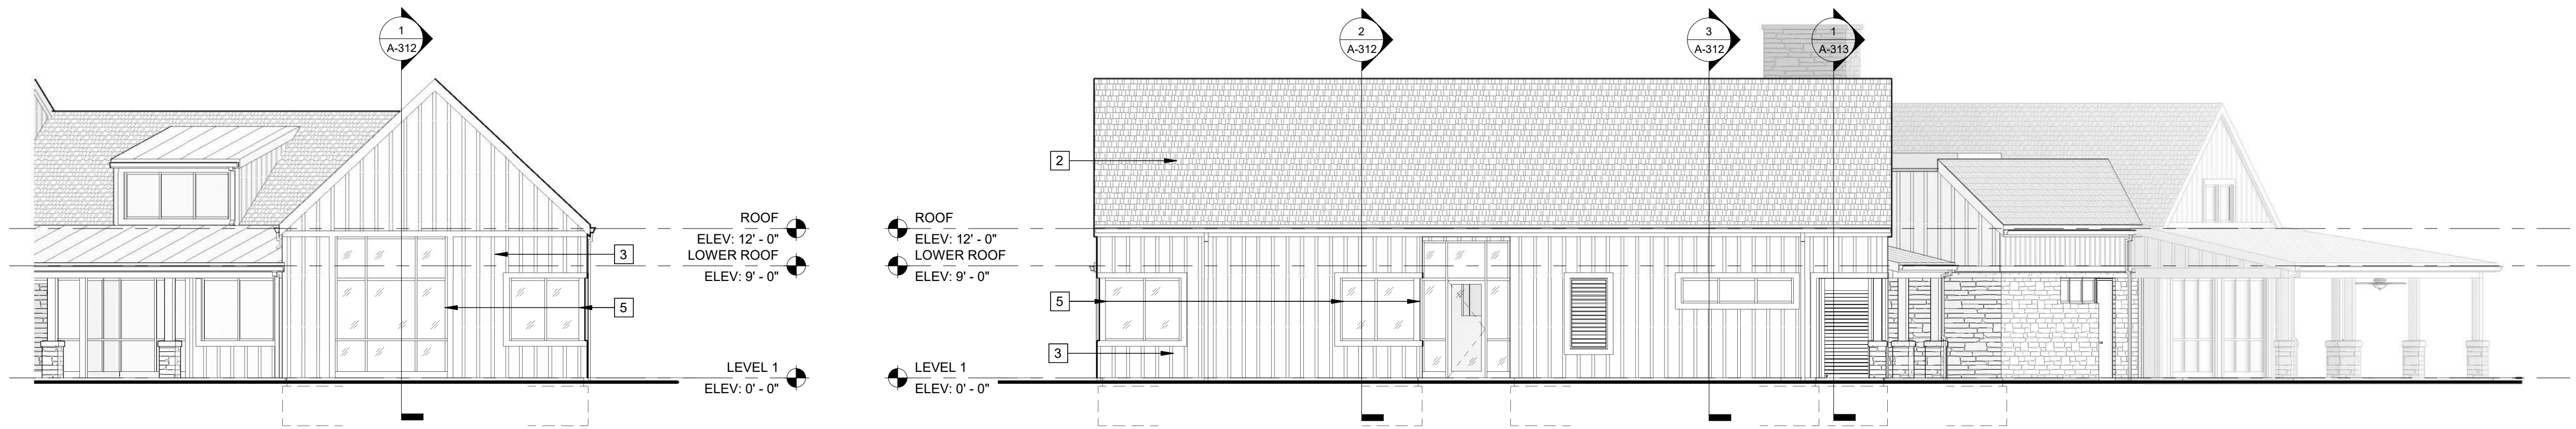 1
A-312
ROOF
ELEV: 12' - 0"
LOWER ROOF
ELEV: 9' - 0"
LEVEL 1
ELEV: 0' - 0"
3
5
2
A-312
3
A-312
1
A-313
ROOF
ELEV: 12' - 0"
LOWER ROOF
ELEV: 9' - 0"
LEVEL 1
ELEV: 0' - 0"
2
5
3